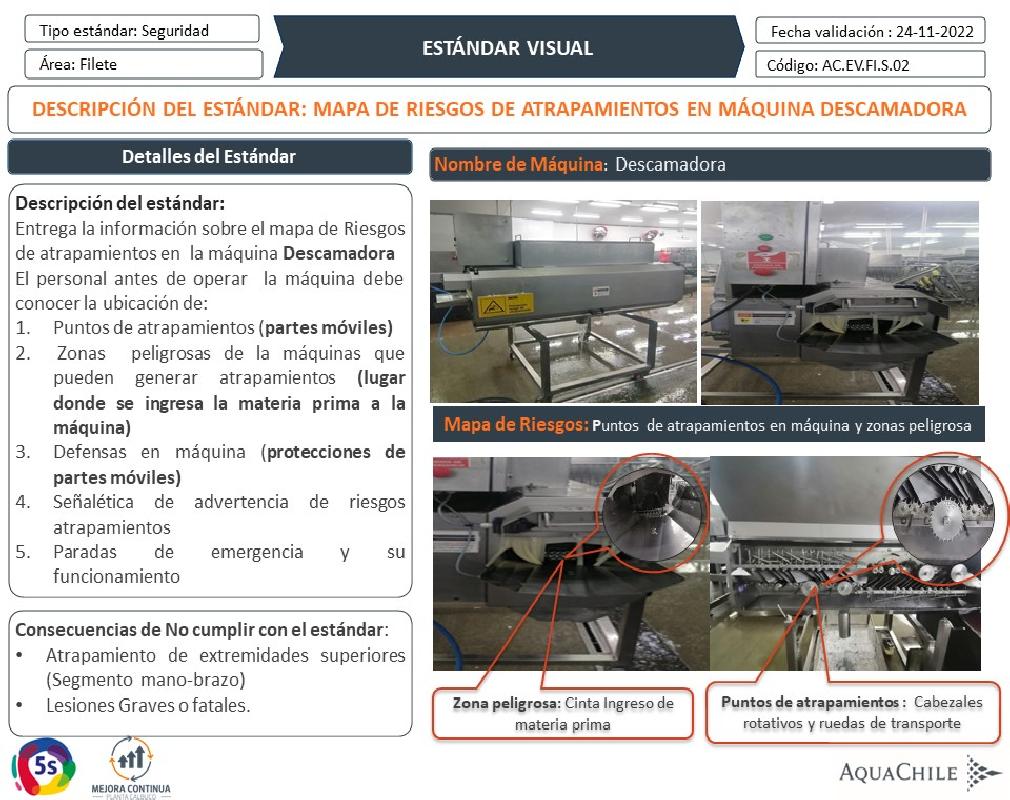 Tipo estándar: Seguridad
Área: Filete
ESTÁNDAR VISUAL
Fecha validación : 24-11-2022
Código: AC.EV.FI.S.02
DESCRIPCIÓN DEL ESTÁNDAR: MAPA DE RIESGOS DE ATRAPAMIENTOS EN MÁQUINA DESCAMADORA
Detalles del Estándar
Descripción del estándar:
Entrega la información sobre el mapa de Riesgos
de atrapamientos en la máquina Descamadora
El personal antes de operar la máquina debe
conocer la ubicación de:
1. Puntos de atrapamientos (partes móviles)
2. Zonas peligrosas de la máquinas que
pueden generar atrapamientos (lugar
donde se ingresa la materia prima a la
máquina)
3. Defensas en máquina (protecciones de
partes móviles)
4. Señalética de advertencia de riesgos
atrapamientos
5. Paradas de emergencia y su
funcionamiento
Consecuencias de No cumplir con el estándar:
• Atrapamiento de extremidades superiores
(Segmento mano-brazo)
• Lesiones Graves o fatales.
Nombre de Máquina: Descamadora
Mapa de Riesgos: Puntos de atrapamientos en máquina y zonas peligrosa
Zona peligrosa: Cinta Ingreso de
materia prima
Puntos de atrapamientos : Cabezales
rotativos y ruedas de transporte
5s
MEJORA CONTINUA
PLANTA CALBUCO
AQUACHILE